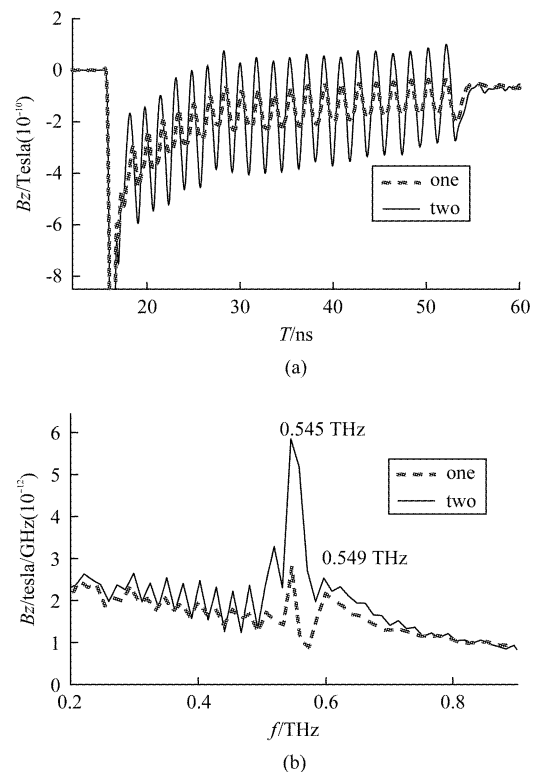 2
0
-2
-4
-6
-8
Bz/Tesla(10⁻¹⁰)
one
two
20 30 40 50 60
T/ns
(a)
6
5
4
3
2
1
0
Bz/tesla/GHz(10⁻¹²)
0.545 THz
0.549 THz
one
two
0.2 0.4 0.6 0.8
f/THz
(b)